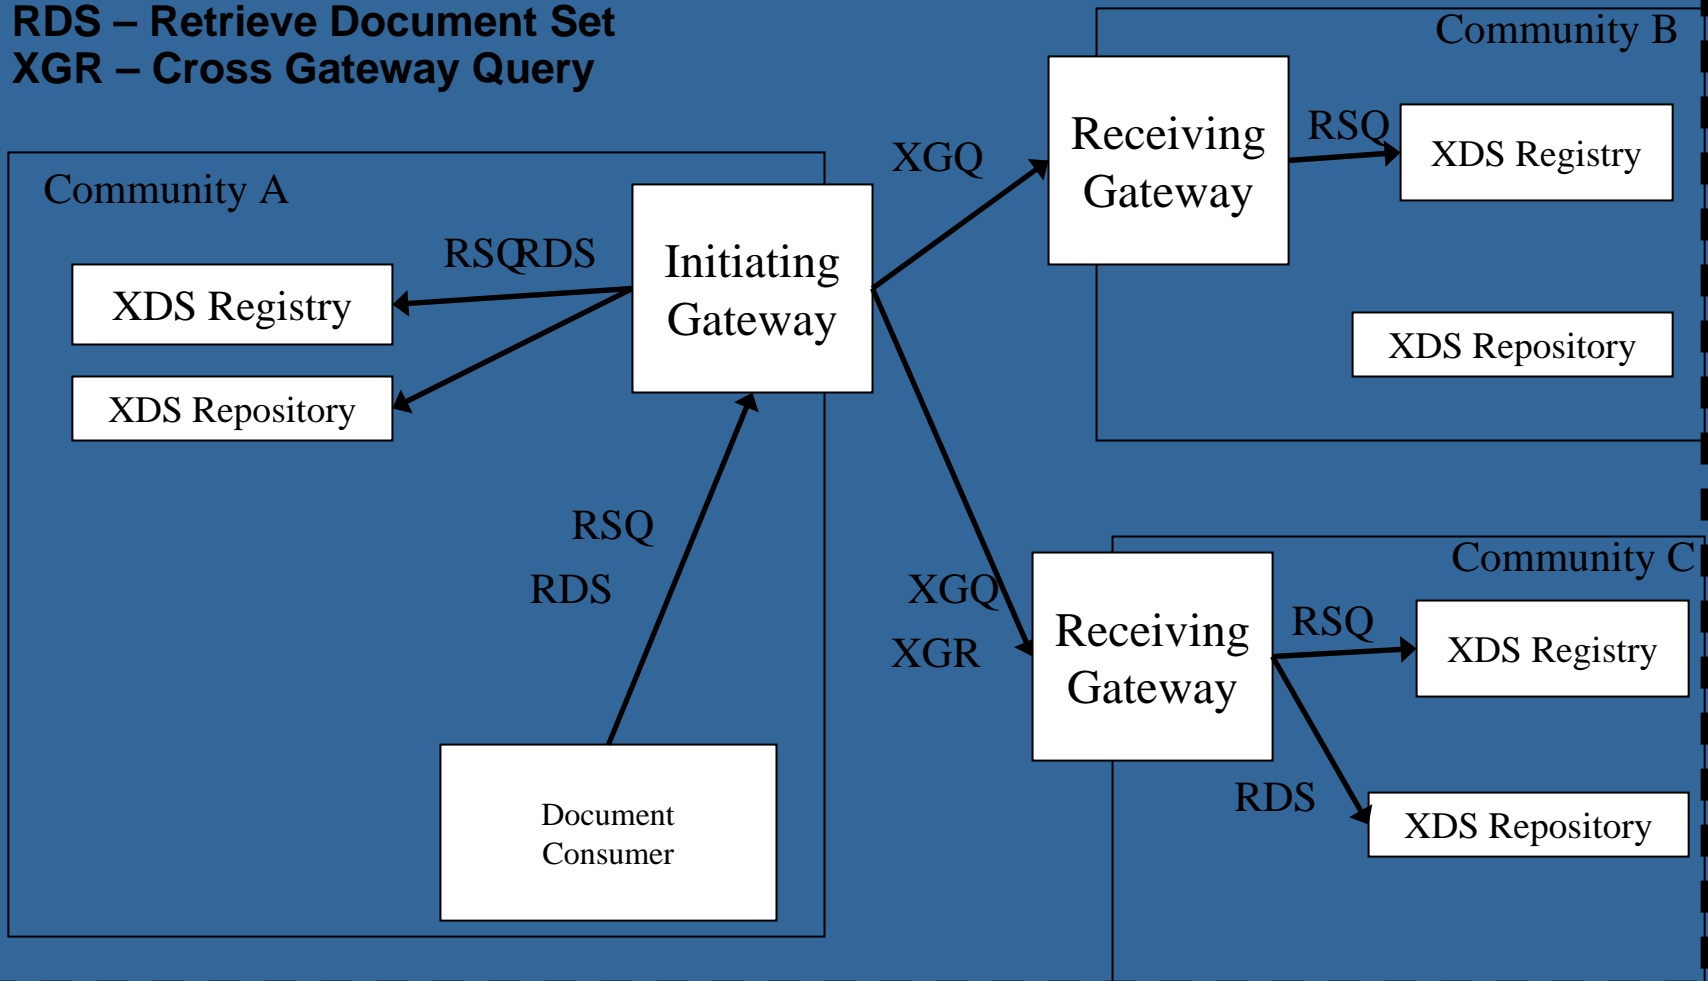 RDS – Retrieve Document Set
XGR – Cross Gateway Query
Community B
Receiving
Gateway
XGQ
RSQ
XDS Registry
XDS Repository
Community A
RSQ
RDS
Initiating
Gateway
XDS Registry
XDS Repository
RSQ
RDS
Document
Consumer
Community C
XGQ
XGR
Receiving
Gateway
RSQ
XDS Registry
RDS
XDS Repository